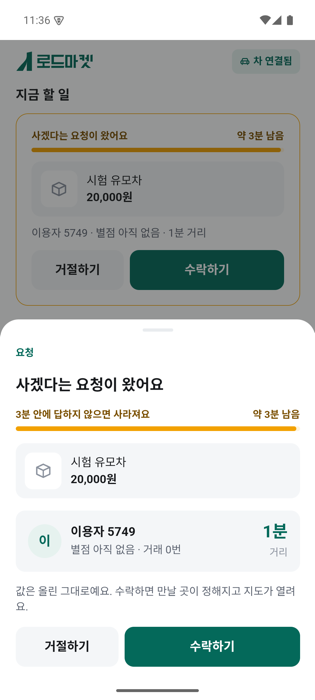 11:36
로드마켓
차 연결됨
지금 할 일
사겠다는 요청이 왔어요
약 3분 남음
시험 유모차
20,000원
이용자 5749 · 별점 아직 없음 · 1분 거리
거절하기
수락하기
요청
사겠다는 요청이 왔어요
3분 안에 답하지 않으면 사라져요
약 3분 남음
시험 유모차
20,000원
이
이용자 5749
별점 아직 없음 · 거래 0번
1분
거리
값은 올린 그대로예요. 수락하면 만날 곳이 정해지고 지도가 열려
요.
거절하기
수락하기